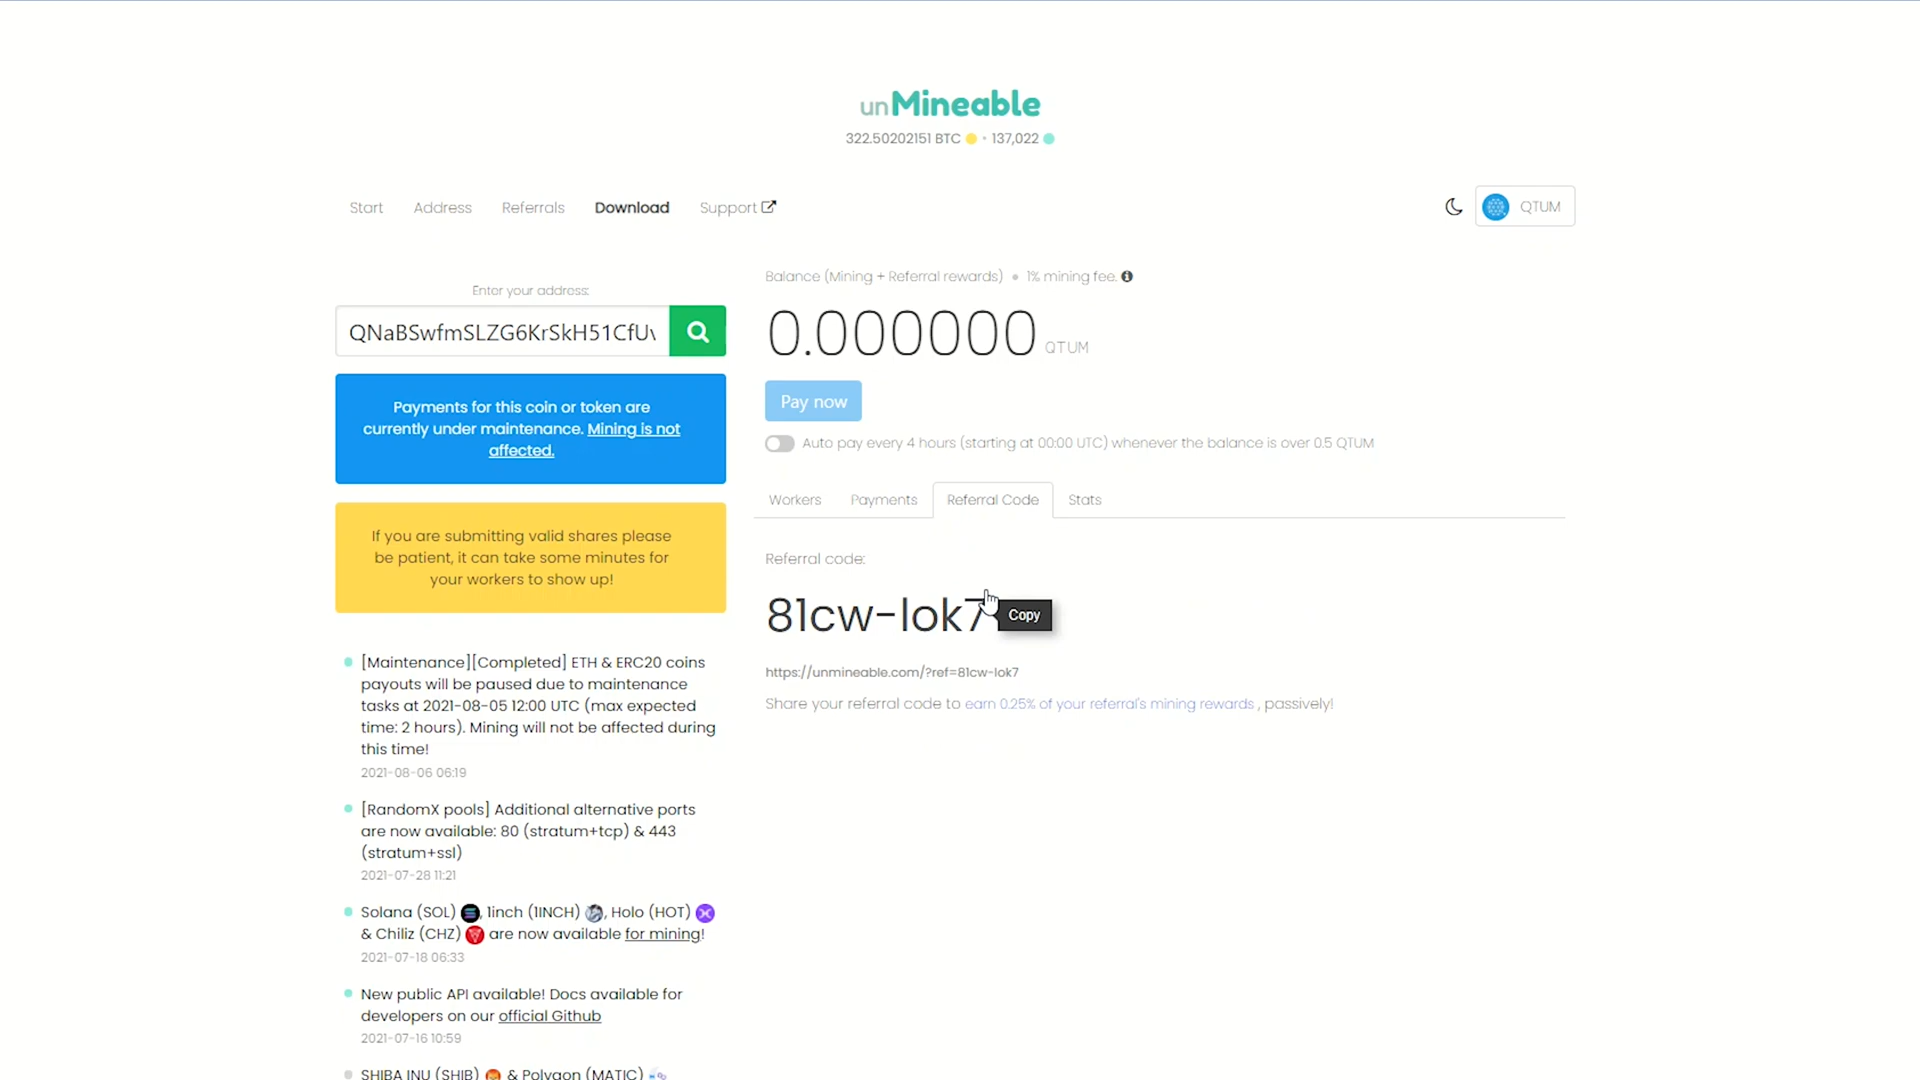 unMineable
322.50202151 BTC • 137,022
Start Address Referrals Download Support
QTUM
Enter your address:
QNaBSwfmSLZG6KrSkH51CfU
Payments for this coin or token are
currently under maintenance. Mining is not
affected.
If you are submitting valid shares please
be patient, it can take some minutes for
your workers to show up!
[Maintenance][Completed] ETH & ERC20 coins
payouts will be paused due to maintenance
tasks at 2021-08-05 12:00 UTC (max expected
time: 2 hours). Mining will not be affected during
this time!
2021-08-06 06:19
[RandomX pools] Additional alternative ports
are now available: 80 (stratum+tcp) & 443
(stratum+ssl)
2021-07-28 11:21
Solana (SOL) , 1inch (1INCH) , Holo (HOT)
& Chiliz (CHZ) are now available for mining!
2021-07-18 06:33
New public API available! Docs available for
developers on our official Github
2021-07-16 10:59
SHIBA INU (SHIB) & Polygon (MATIC)
Balance (Mining + Referral rewards) • 1% mining fee.
0.000000 QTUM
Pay now
Auto pay every 4 hours (starting at 00:00 UTC) whenever the balance is over 0.5 QTUM
Workers Payments Referral Code Stats
Referral code:
81cw-lok7
Copy
https://unmineable.com/?ref=81cw-lok7
Share your referral code to earn 0.25% of your referral's mining rewards , passively!